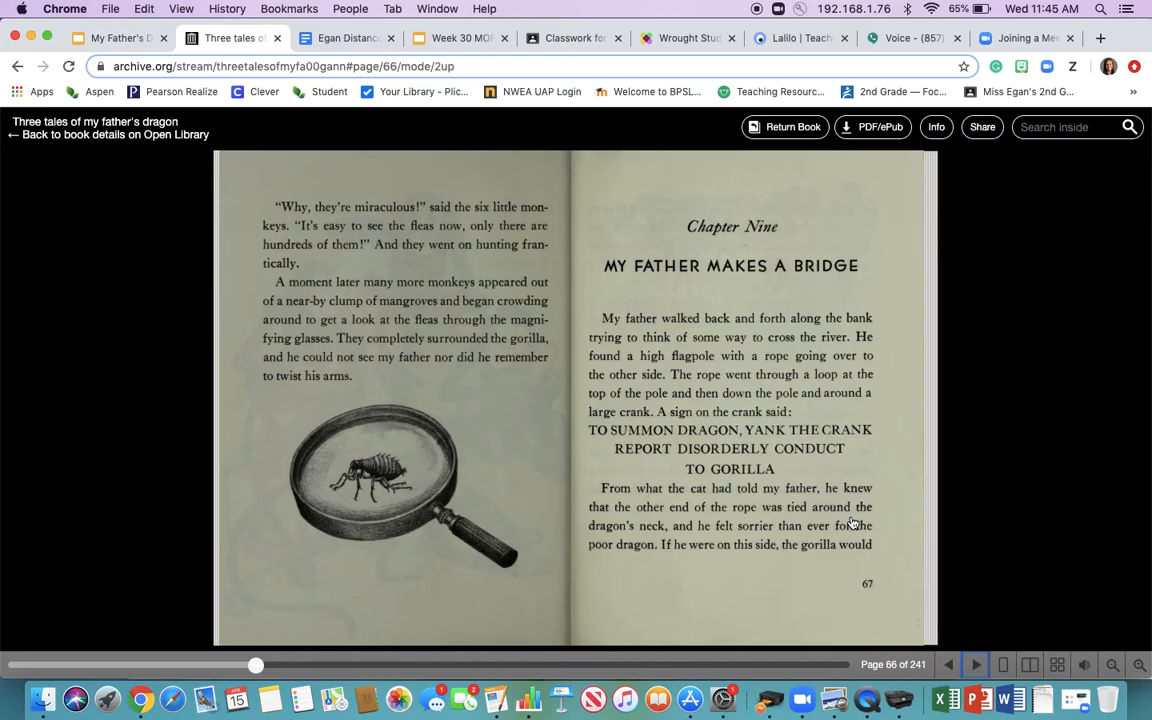 Chrome File Edit View History Bookmarks People Tab Window Help 192.168.1.76 65% Wed 11:45 AM
My Father's D Three tales of Egan Distanc Week 30 MOR Classwork for Wrought Stud Lalilo | Teach Voice - (857) Joining a Mee
archive.org/stream/threetalesofmyfa00gann#page/66/mode/2up
Apps Aspen Pearson Realize Clever Student Your Library - Plic... NWEA UAP Login Welcome to BPSL... Teaching Resourc... 2nd Grade — Foc... Miss Egan's 2nd G...
Three tales of my father's dragon
← Back to book details on Open Library
Return Book PDF/ePub Info Share Search inside
“Why, they're miraculous!” said the six little mon-
keys. “It's easy to see the fleas now, only there are
hundreds of them!” And they went on hunting fran-
tically.
A moment later many more monkeys appeared out
of a near-by clump of mangroves and began crowding
around to get a look at the fleas through the magni-
fying glasses. They completely surrounded the gorilla,
and he could not see my father nor did he remember
to twist his arms.
Chapter Nine
MY FATHER MAKES A BRIDGE
My father walked back and forth along the bank
trying to think of some way to cross the river. He
found a high flagpole with a rope going over to
the other side. The rope went through a loop at the
top of the pole and then down the pole and around a
large crank. A sign on the crank said:
TO SUMMON DRAGON, YANK THE CRANK
REPORT DISORDERLY CONDUCT
TO GORILLA
From what the cat had told my father, he knew
that the other end of the rope was tied around the
dragon's neck, and he felt sorrier than ever for the
poor dragon. If he were on this side, the gorilla would
67
Page 66 of 241
APR
15
1
2
1